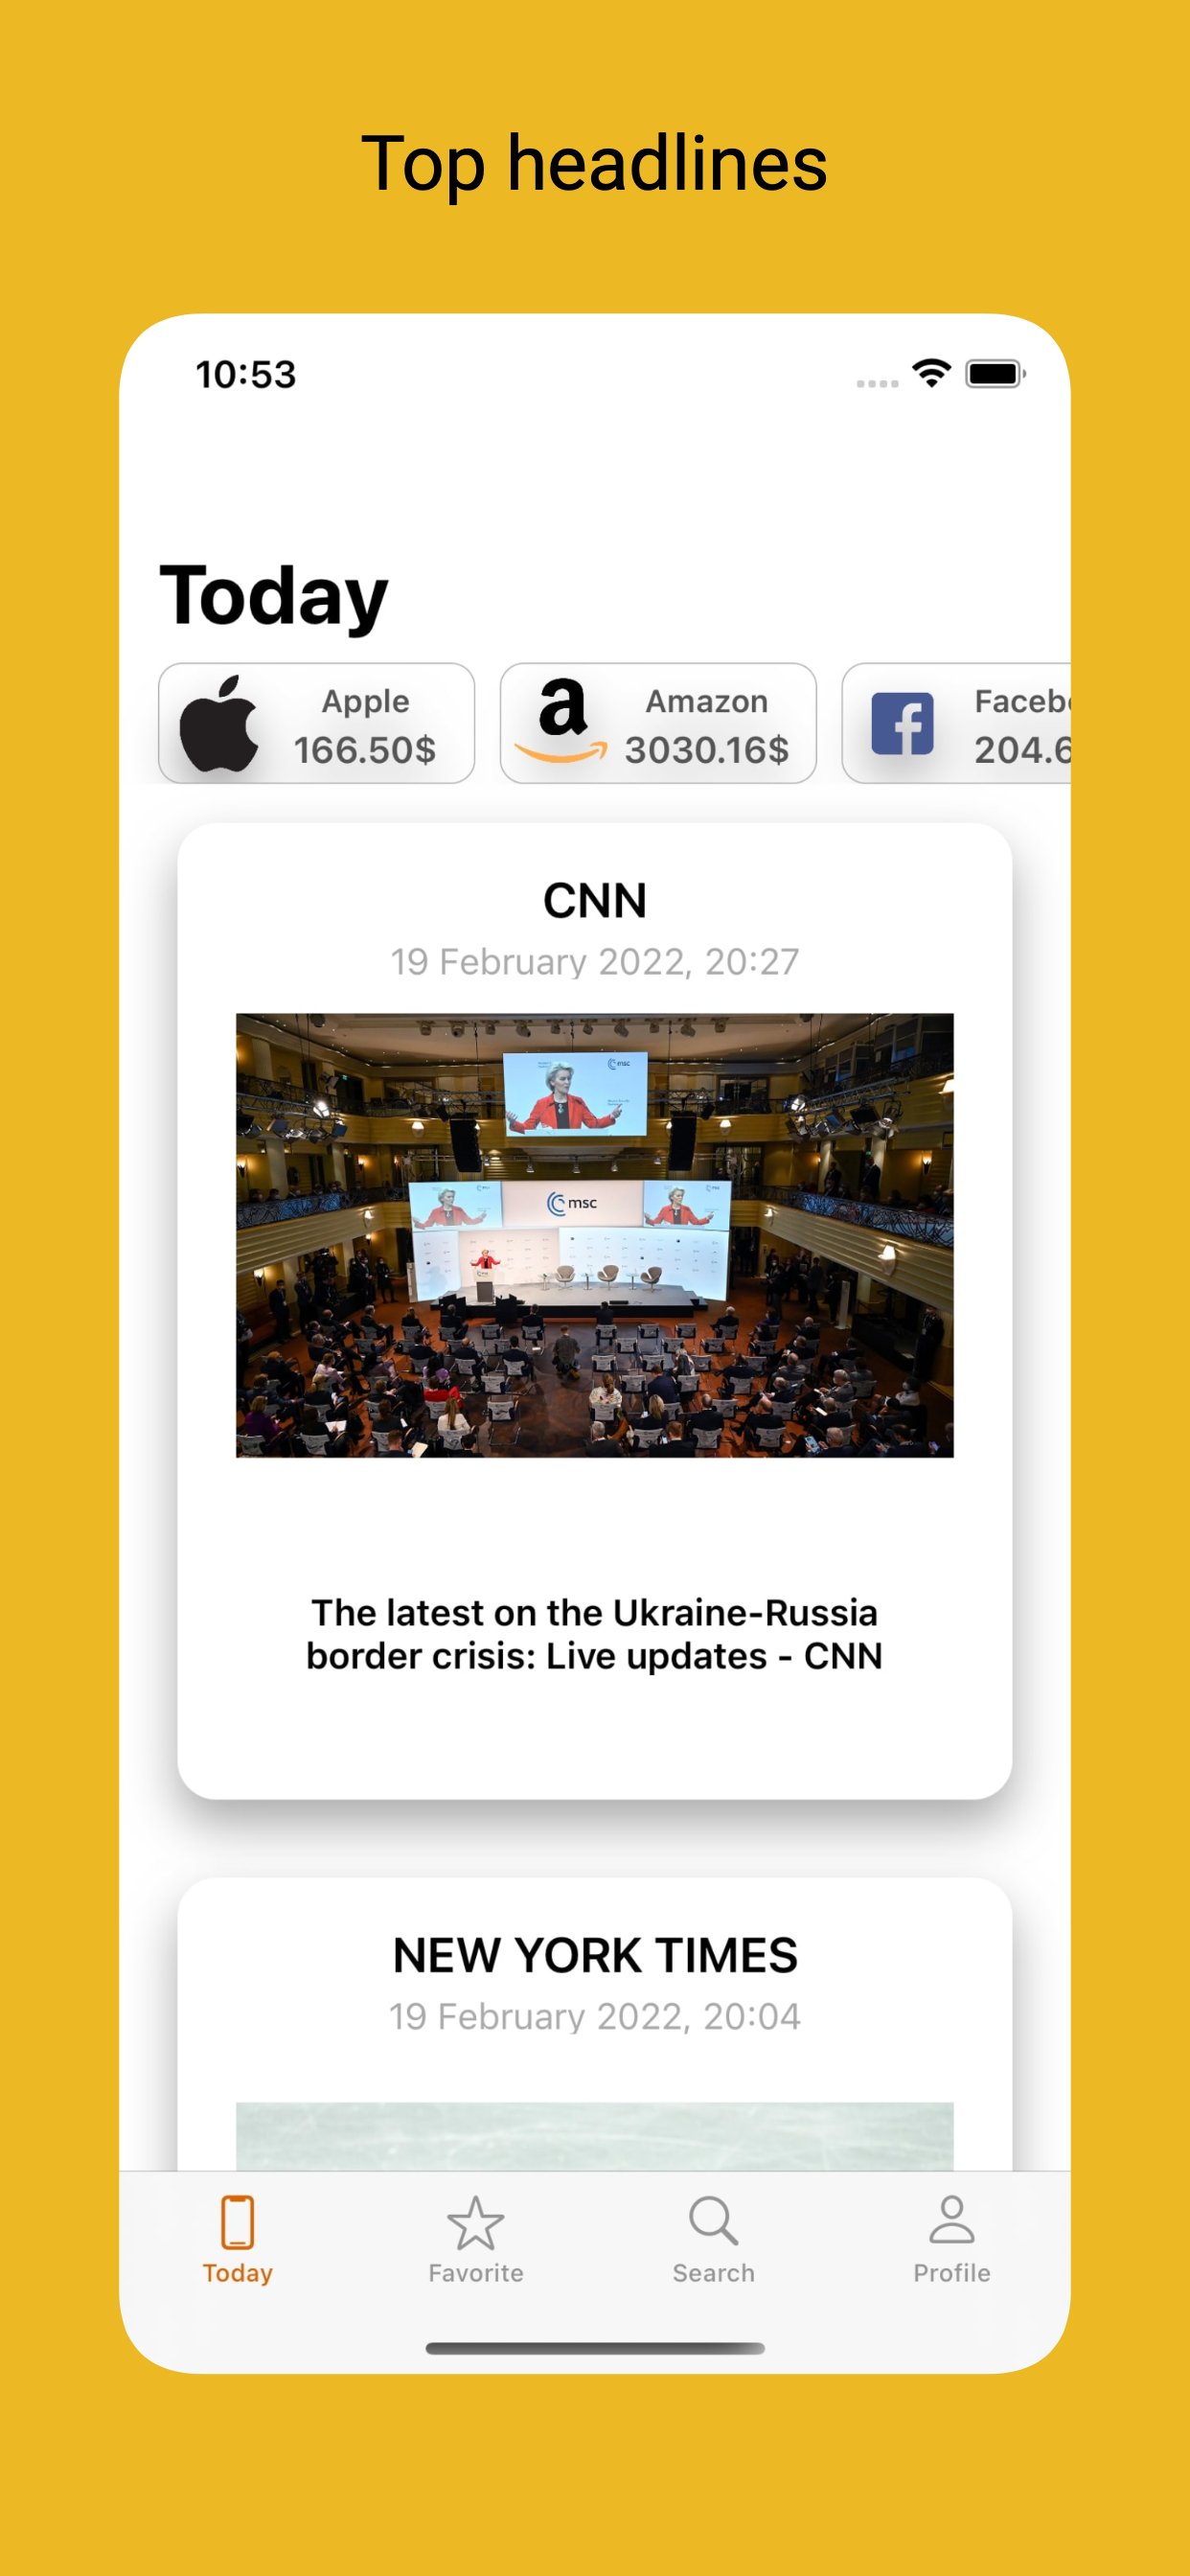 Top headlines
10:53
Today
Apple
166.50$
Amazon
3030.16$
Faceb
204.6
CNN
19 February 2022, 20:27
msc
msc
The latest on the Ukraine-Russia
border crisis: Live updates - CNN
NEW YORK TIMES
19 February 2022, 20:04
Today
Favorite
Search
Profile